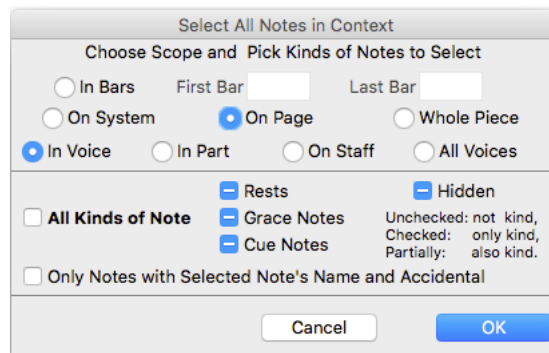 Select All Notes in Context
Choose Scope and Pick Kinds of Notes to Select
In Bars First Bar Last Bar
On System On Page Whole Piece
In Voice In Part On Staff All Voices
Rests Hidden
All Kinds of Note Grace Notes Unchecked: not kind,
Checked: only kind,
Cue Notes Partially: also kind.
Only Notes with Selected Note's Name and Accidental
Cancel OK